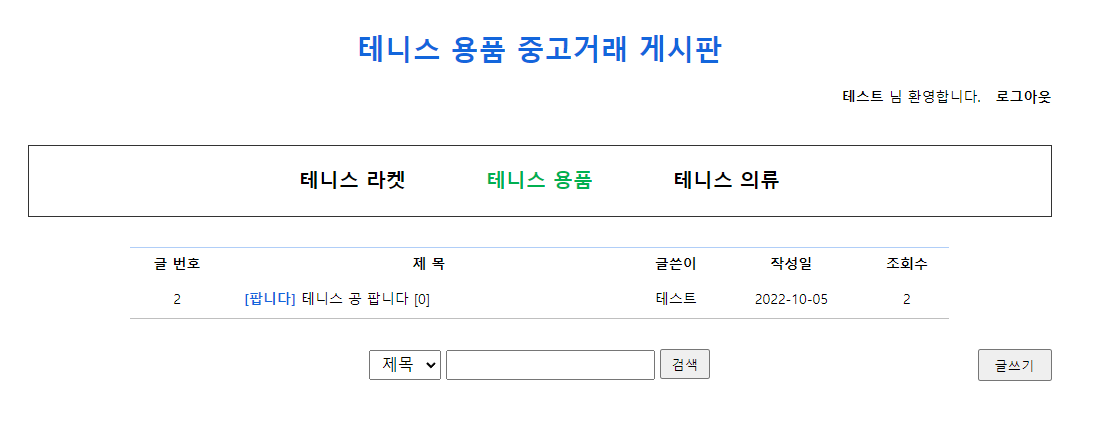 테니스 용품 중고거래 게시판
테스트 님 환영합니다. 로그아웃
테니스 라켓 테니스 용품 테니스 의류
글 번호 제 목 글쓴이 작성일 조회수
2 [팝니다] 테니스 공 팝니다 [0] 테스트 2022-10-05 2
제목 검색 글쓰기